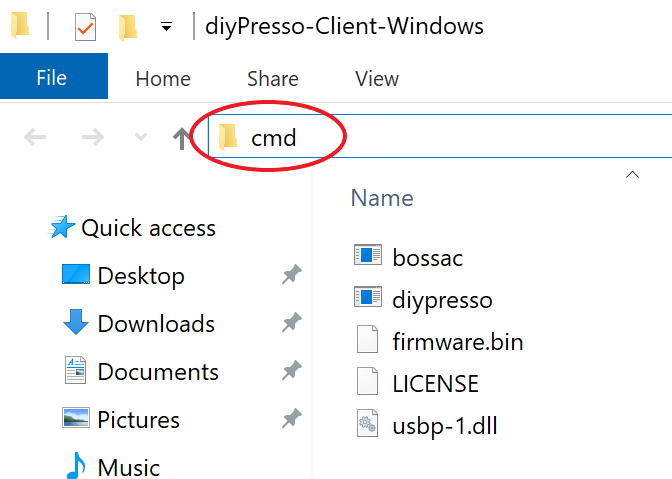 diyPresso-Client-Windows
File Home Share View
cmd
Quick access
Desktop
Downloads
Documents
Pictures
Music
Name
bossac
diypresso
firmware.bin
LICENSE
usbp-1.dll